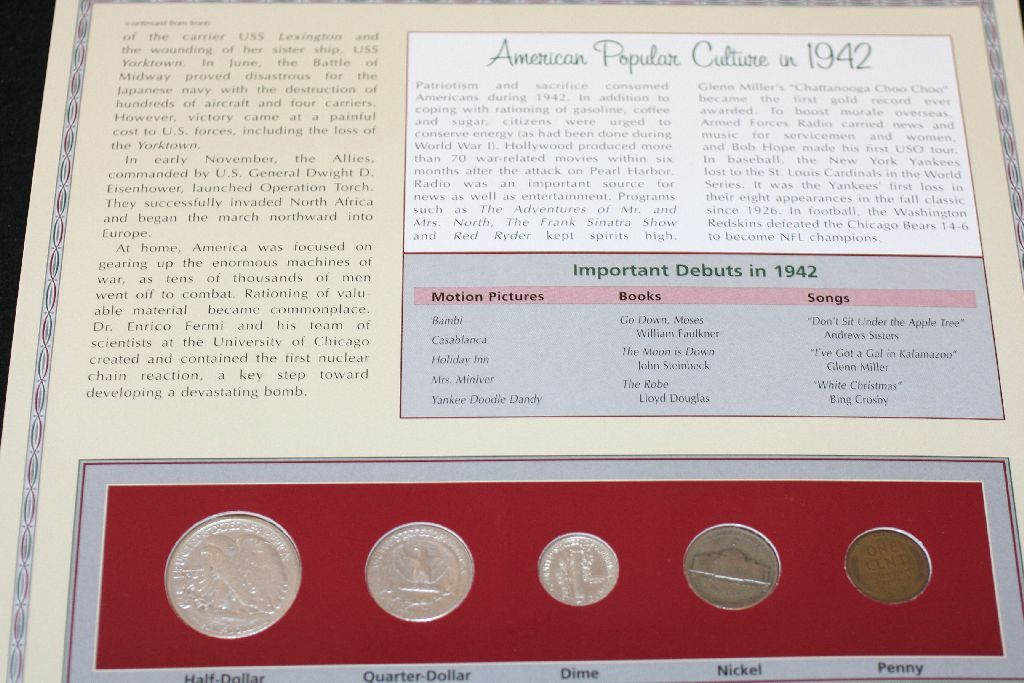 (continued from front)
of the carrier USS Lexington and
the wounding of her sister ship, USS
Yorktown. In June, the Battle of
Midway proved disastrous for the
Japanese navy with the destruction of
hundreds of aircraft and four carriers.
However, victory came at a painful
cost to U.S. forces, including the loss of
the Yorktown.
In early November, the Allies,
commanded by U.S. General Dwight D.
Eisenhower, launched Operation Torch.
They successfully invaded North Africa
and began the march northward into
Europe.
At home, America was focused on
gearing up the enormous machines of
war, as tens of thousands of men
went off to combat. Rationing of valu-
able material became commonplace.
Dr. Enrico Fermi and his team of
scientists at the University of Chicago
created and contained the first nuclear
chain reaction, a key step toward
developing a devastating bomb.
American Popular Culture in 1942
Patriotism and sacrifice consumed
Americans during 1942. In addition to
coping with rationing of gasoline, coffee
and sugar, citizens were urged to
conserve energy (as had been done during
World War I). Hollywood produced more
than 70 war-related movies within six
months after the attack on Pearl Harbor.
Radio was an important source for
news as well as entertainment. Programs
such as The Adventures of Mr. and
Mrs. North, The Frank Sinatra Show
and Red Ryder kept spirits high.
Glenn Miller's "Chattanooga Choo Choo"
became the first gold record ever
awarded. To boost morale overseas,
Armed Forces Radio carried news and
music for servicemen and women,
and Bob Hope made his first USO tour.
In baseball, the New York Yankees
lost to the St. Louis Cardinals in the World
Series. It was the Yankees' first loss in
their eight appearances in the fall classic
since 1926. In football, the Washington
Redskins defeated the Chicago Bears 14-6
to become NFL champions.
Important Debuts in 1942
Motion Pictures
Bambi
Casablanca
Holiday Inn
Mrs. Miniver
Yankee Doodle Dandy
Books
Go Down, Moses
William Faulkner
The Moon is Down
John Steinbeck
The Robe
Lloyd Douglas
Songs
"Don't Sit Under the Apple Tree"
Andrews Sisters
"I've Got a Gal in Kalamazoo"
Glenn Miller
"White Christmas"
Bing Crosby
ONE
CENT
Half-Dollar
Quarter-Dollar
Dime
Nickel
Penny